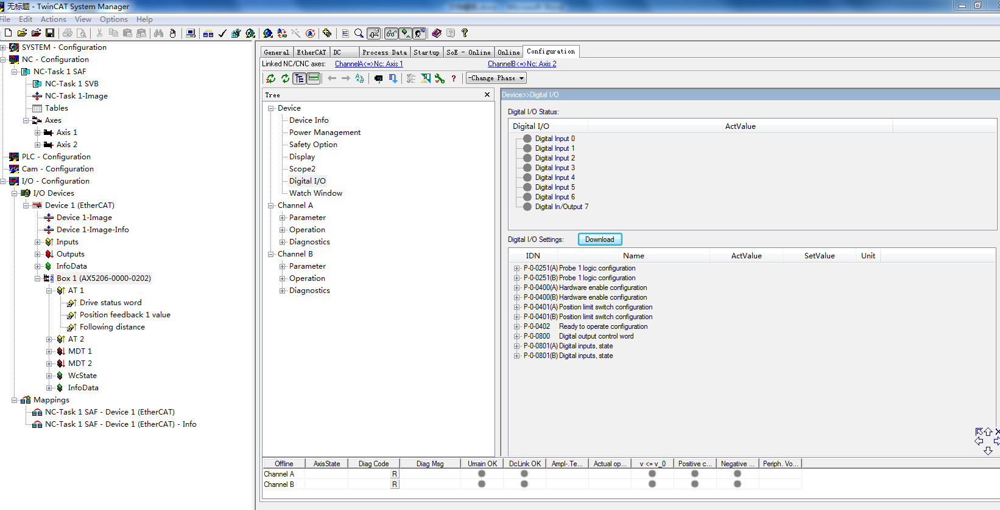 无标题 - TwinCAT System Manager
File Edit Actions View Options Help
SYSTEM - Configuration
NC - Configuration
NC-Task 1 SAF
NC-Task 1 SVB
NC-Task 1-Image
Tables
Axes
Axis 1
Axis 2
PLC - Configuration
Cam - Configuration
I/O - Configuration
I/O Devices
Device 1 (EtherCAT)
Device 1-Image
Device 1-Image-Info
Inputs
Outputs
InfoData
Box 1 (AX5206-0000-0202)
AT 1
Drive status word
Position feedback 1 value
Following distance
AT 2
MDT 1
MDT 2
WcState
InfoData
Mappings
NC-Task 1 SAF - Device 1 (EtherCAT)
NC-Task 1 SAF - Device 1 (EtherCAT) - Info
General EtherCAT DC Process Data Startup SoE - Online Online Configuration
Linked NC/CNC axes: ChannelA<=>Nc: Axis 1 ChannelB<=>Nc: Axis 2
-Change Phase
Tree
Device
Device Info
Power Management
Safety Option
Display
Scope2
Digital I/O
Watch Window
Channel A
Parameter
Operation
Diagnostics
Channel B
Parameter
Operation
Diagnostics
Device>>Digital I/O
Digital I/O Status:
Digital I/O ActValue
Digital Input 0
Digital Input 1
Digital Input 2
Digital Input 3
Digital Input 4
Digital Input 5
Digital Input 6
Digital In/Output 7
Digital I/O Settings: Download
IDN Name ActValue SetValue Unit
P-0-0251(A) Probe 1 logic configuration
P-0-0251(B) Probe 1 logic configuration
P-0-0400(A) Hardware enable configuration
P-0-0400(B) Hardware enable configuration
P-0-0401(A) Position limit switch configuration
P-0-0401(B) Position limit switch configuration
P-0-0402 Ready to operate configuration
P-0-0800 Digital output control word
P-0-0801(A) Digital inputs, state
P-0-0801(B) Digital inputs, state
Offline AxisState Diag Code Diag Msg Umain OK DcLink OK Ampl-.Te... Actual op... v <= v_0 Positive c... Negative ... Periph. Vo...
Channel A R
Channel B R